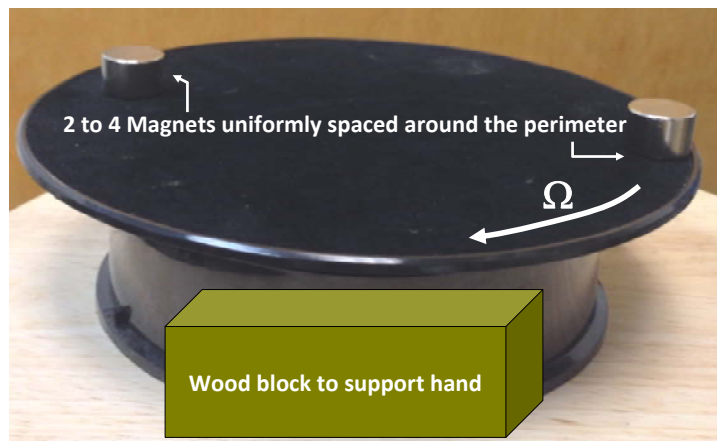 2 to 4 Magnets uniformly spaced around the perimeter
Ω
Wood block to support hand